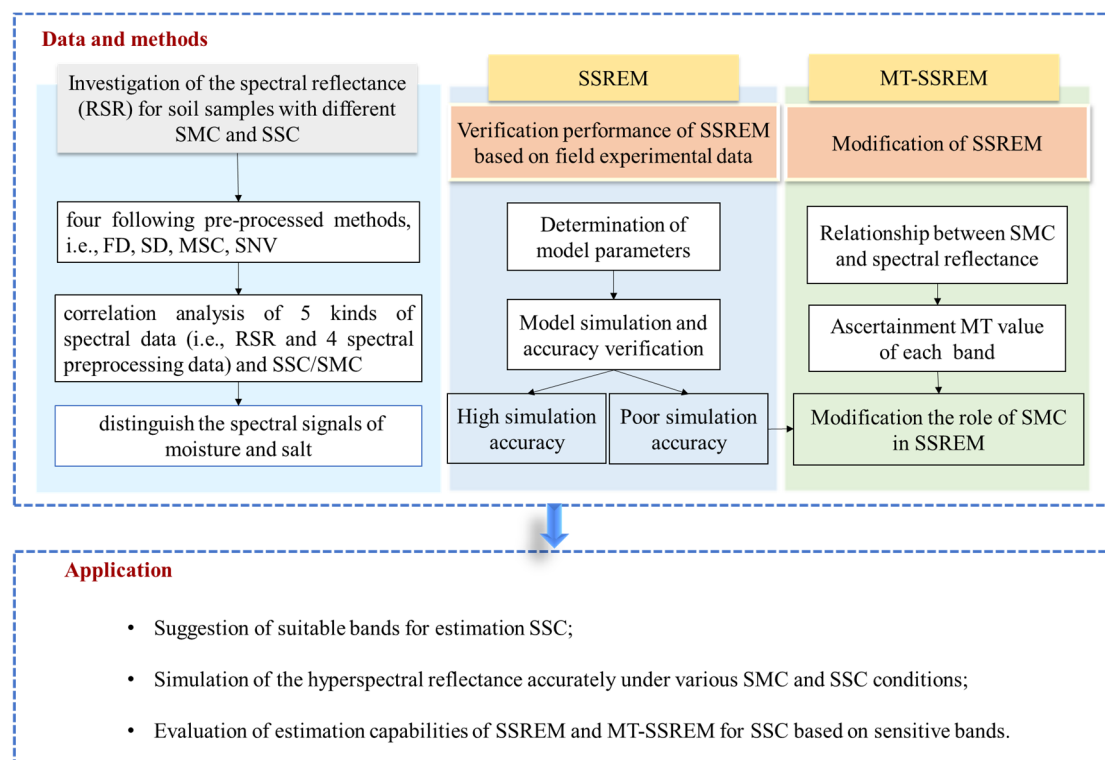 Data and methods
Investigation of the spectral reflectance
(RSR) for soil samples with different
SMC and SSC
four following pre-processed methods,
i.e., FD, SD, MSC, SNV
correlation analysis of 5 kinds of
spectral data (i.e., RSR and 4 spectral
preprocessing data) and SSC/SMC
distinguish the spectral signals of
moisture and salt
SSREM
Verification performance of SSREM
based on field experimental data
Determination of
model parameters
Model simulation and
accuracy verification
High simulation
accuracy
Poor simulation
accuracy
MT-SSREM
Modification of SSREM
Relationship between SMC
and spectral reflectance
Ascertainment MT value
of each band
Modification the role of SMC
in SSREM
Application
• Suggestion of suitable bands for estimation SSC;
• Simulation of the hyperspectral reflectance accurately under various SMC and SSC conditions;
• Evaluation of estimation capabilities of SSREM and MT-SSREM for SSC based on sensitive bands.